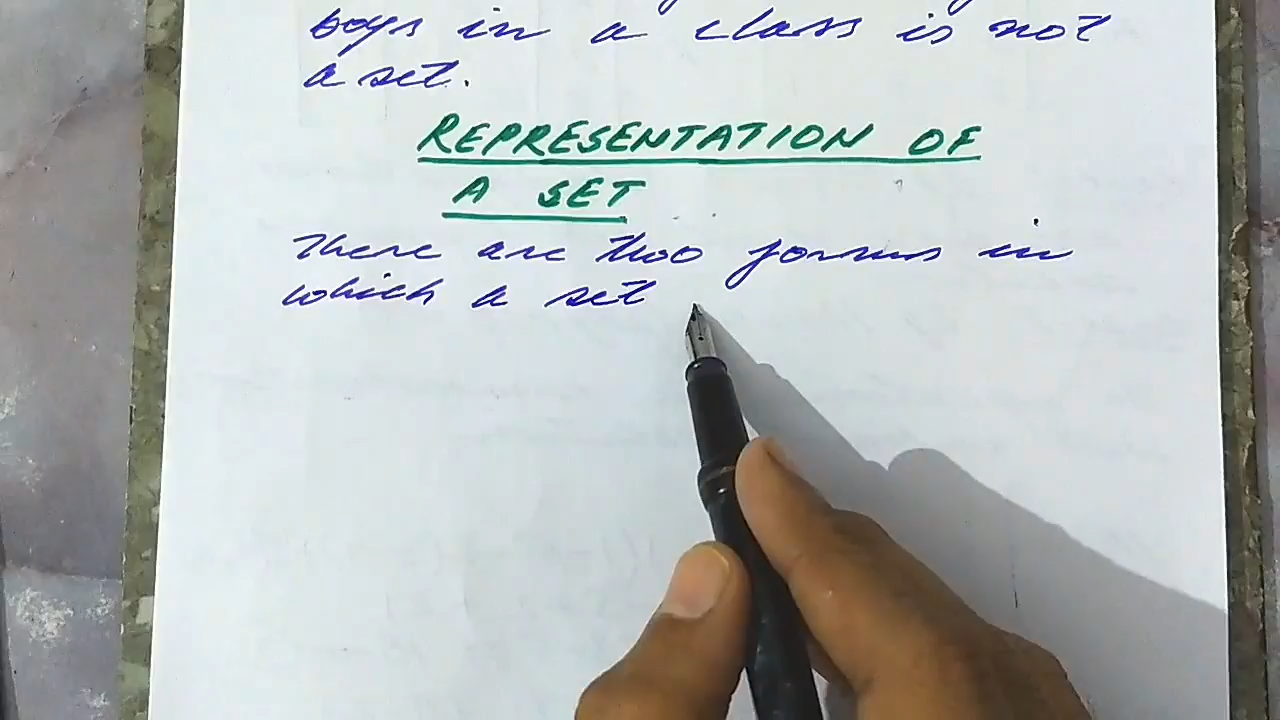 boys in a class is not
a set.
REPRESENTATION OF
A SET
There are two forms in
which a set